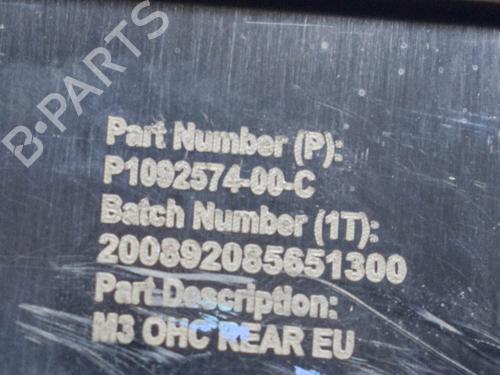 B-PARTS
Part Number (P):
P1092574-00-C
Batch Number (1T):
200892085651300
Part Description:
M3 OHC REAR EU